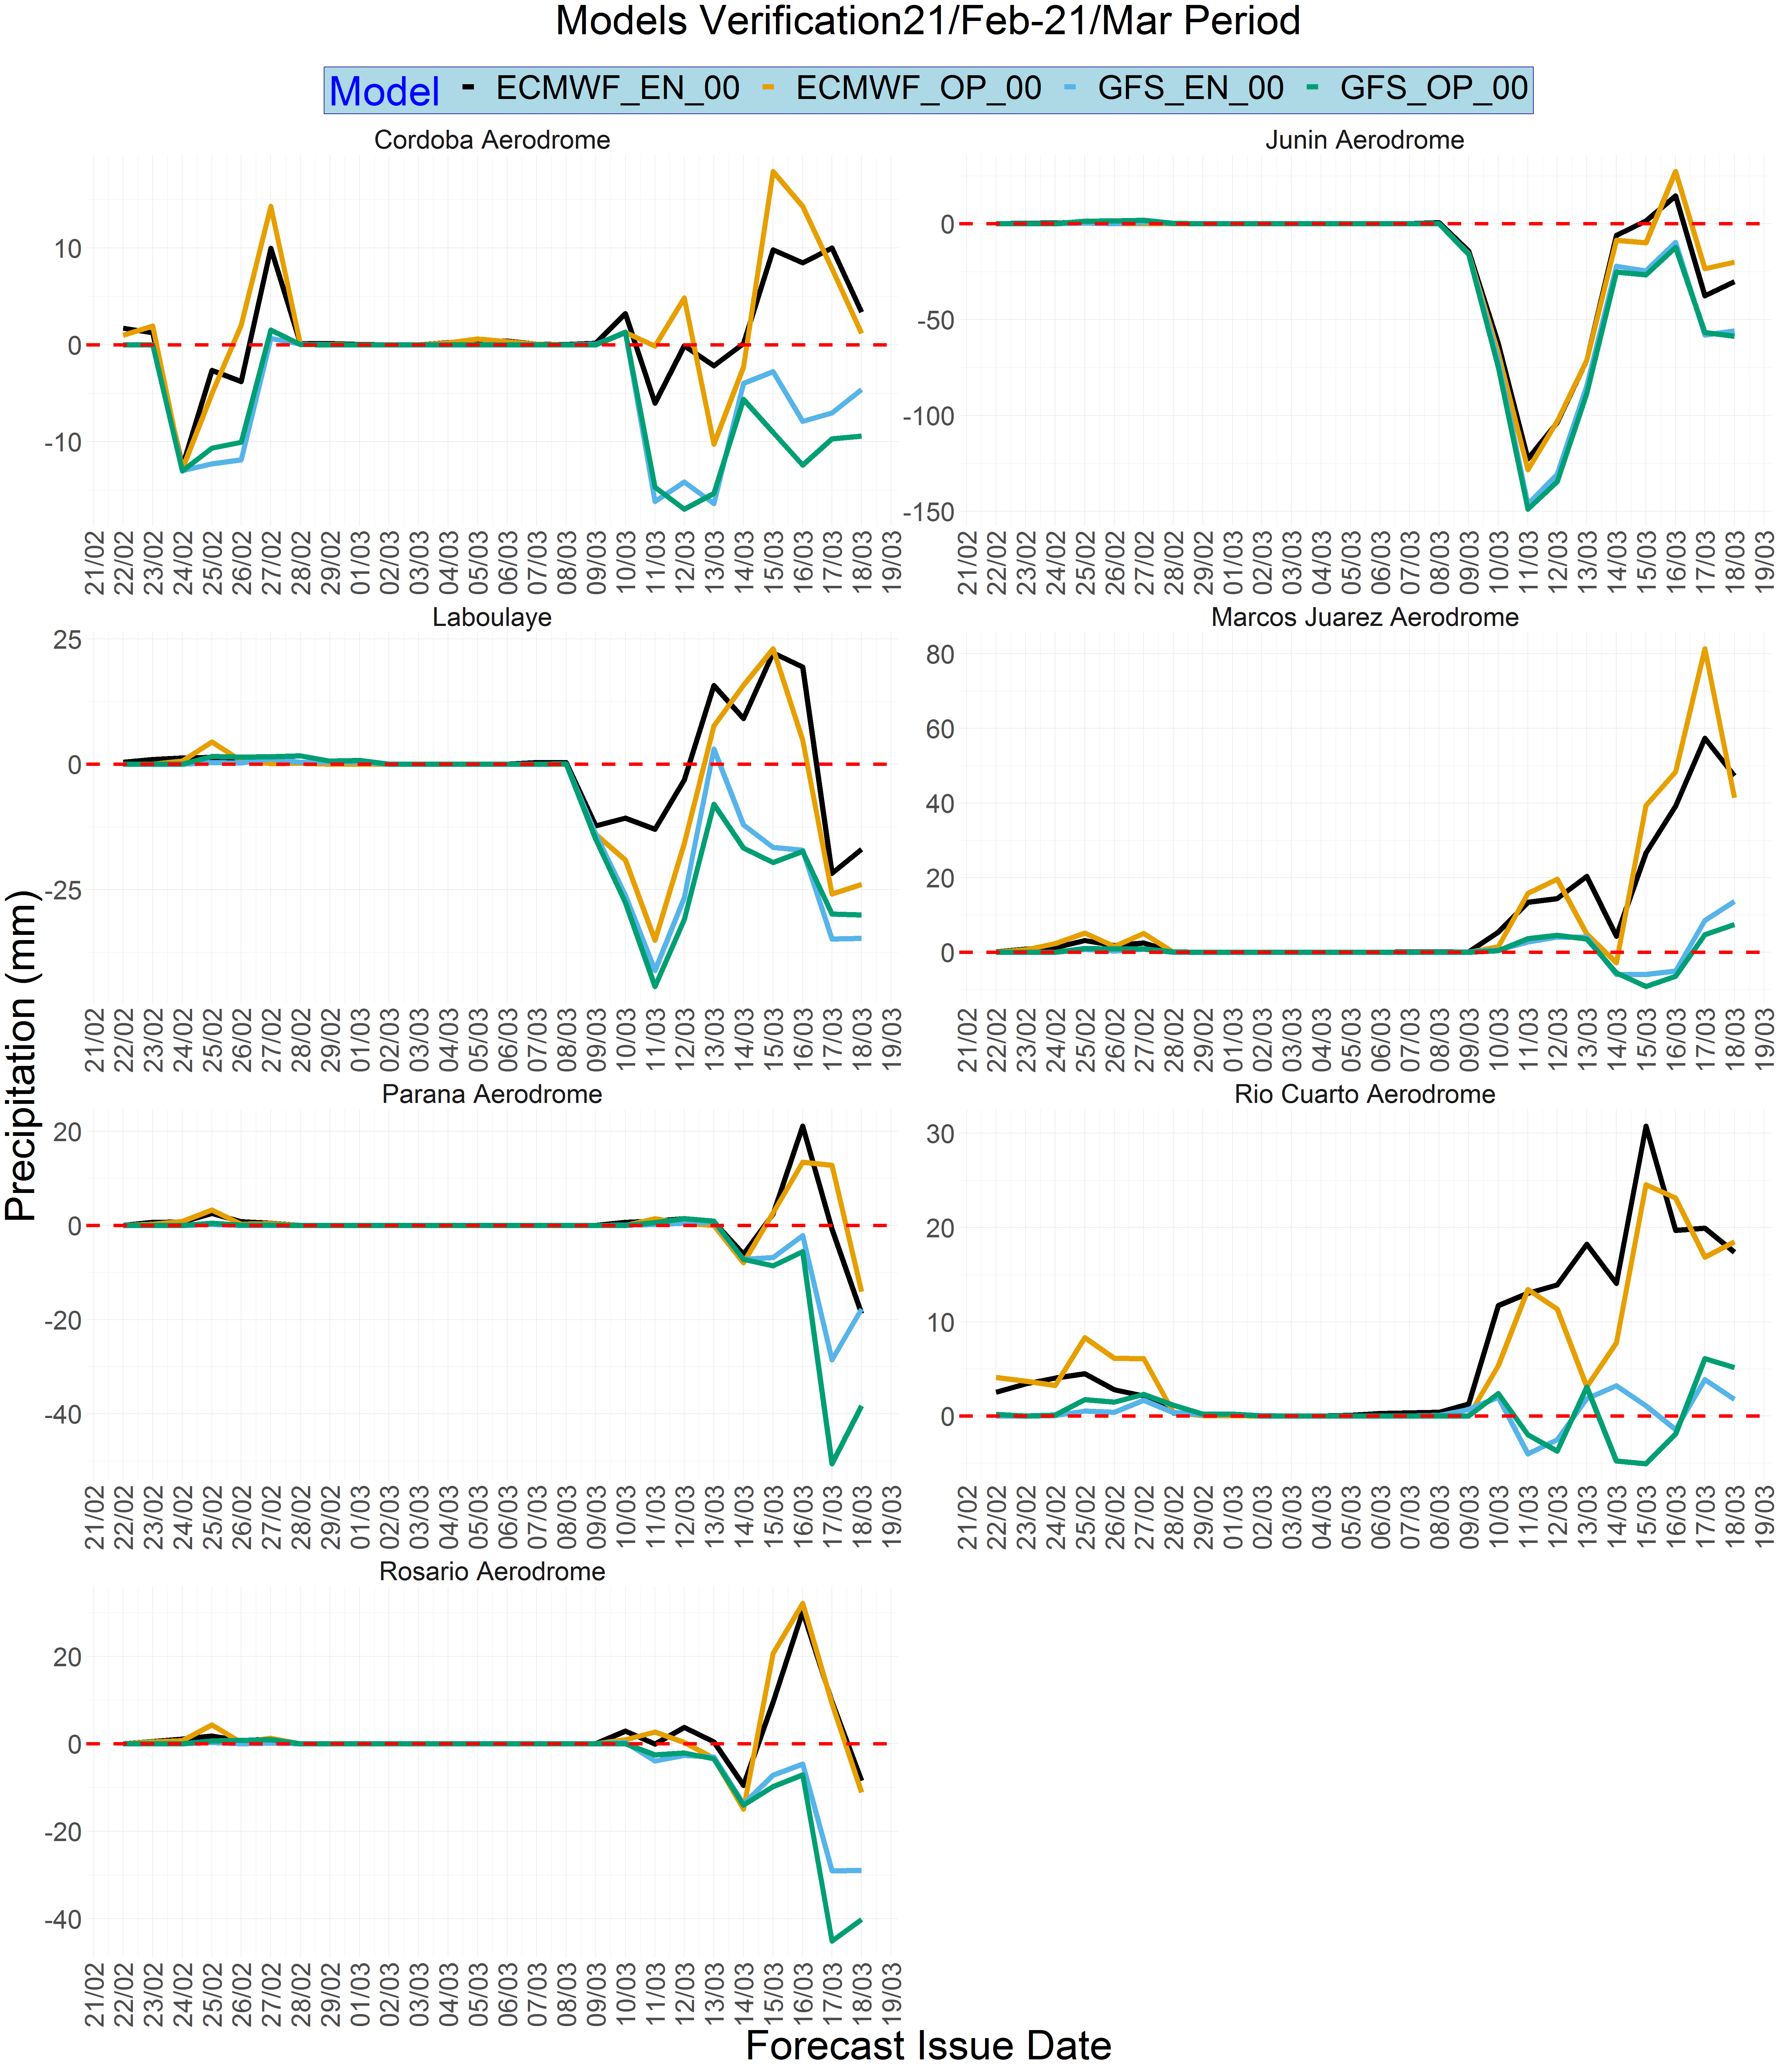 Models Verification21/Feb-21/Mar Period
Model ECMWF_EN_00 ECMWF_OP_00 GFS_EN_00 GFS_OP_00
Precipitation (mm)
Cordoba Aerodrome
10
0
-10
21/02 22/02 23/02 24/02 25/02 26/02 27/02 28/02 29/02 01/03 02/03 03/03 04/03 05/03 06/03 07/03 08/03 09/03 10/03 11/03 12/03 13/03 14/03 15/03 16/03 17/03 18/03 19/03
Junin Aerodrome
0
-50
-100
-150
21/02 22/02 23/02 24/02 25/02 26/02 27/02 28/02 29/02 01/03 02/03 03/03 04/03 05/03 06/03 07/03 08/03 09/03 10/03 11/03 12/03 13/03 14/03 15/03 16/03 17/03 18/03 19/03
Laboulaye
25
0
-25
21/02 22/02 23/02 24/02 25/02 26/02 27/02 28/02 29/02 01/03 02/03 03/03 04/03 05/03 06/03 07/03 08/03 09/03 10/03 11/03 12/03 13/03 14/03 15/03 16/03 17/03 18/03 19/03
Marcos Juarez Aerodrome
80
60
40
20
0
21/02 22/02 23/02 24/02 25/02 26/02 27/02 28/02 29/02 01/03 02/03 03/03 04/03 05/03 06/03 07/03 08/03 09/03 10/03 11/03 12/03 13/03 14/03 15/03 16/03 17/03 18/03 19/03
Parana Aerodrome
20
0
-20
-40
21/02 22/02 23/02 24/02 25/02 26/02 27/02 28/02 29/02 01/03 02/03 03/03 04/03 05/03 06/03 07/03 08/03 09/03 10/03 11/03 12/03 13/03 14/03 15/03 16/03 17/03 18/03 19/03
Rio Cuarto Aerodrome
30
20
10
0
21/02 22/02 23/02 24/02 25/02 26/02 27/02 28/02 29/02 01/03 02/03 03/03 04/03 05/03 06/03 07/03 08/03 09/03 10/03 11/03 12/03 13/03 14/03 15/03 16/03 17/03 18/03 19/03
Rosario Aerodrome
20
0
-20
-40
21/02 22/02 23/02 24/02 25/02 26/02 27/02 28/02 29/02 01/03 02/03 03/03 04/03 05/03 06/03 07/03 08/03 09/03 10/03 11/03 12/03 13/03 14/03 15/03 16/03 17/03 18/03 19/03
Forecast Issue Date